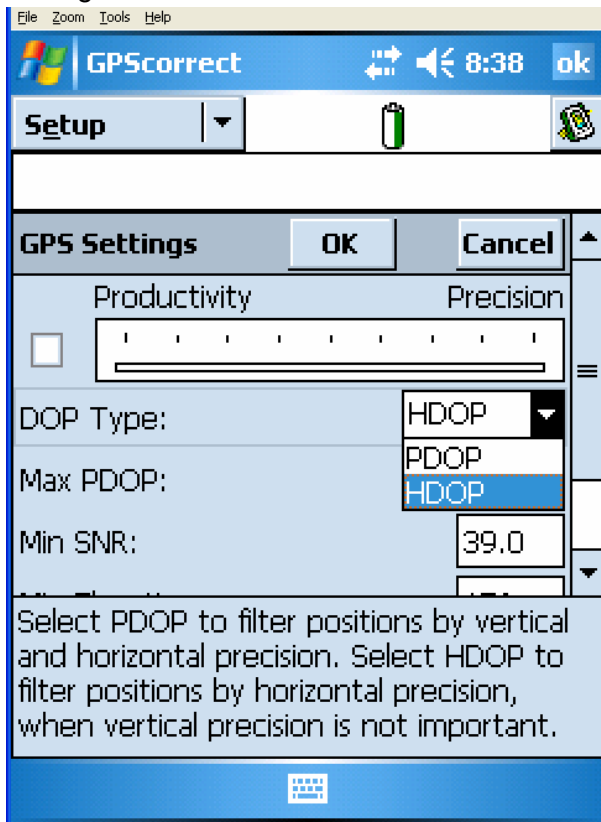 File Zoom Tools Help
GPScorrect 8:38 ok
Setup
GPS Settings OK Cancel
Productivity Precision
DOP Type: HDOP
PDOP
Max PDOP: HDOP
Min SNR: 39.0
Select PDOP to filter positions by vertical
and horizontal precision. Select HDOP to
filter positions by horizontal precision,
when vertical precision is not important.